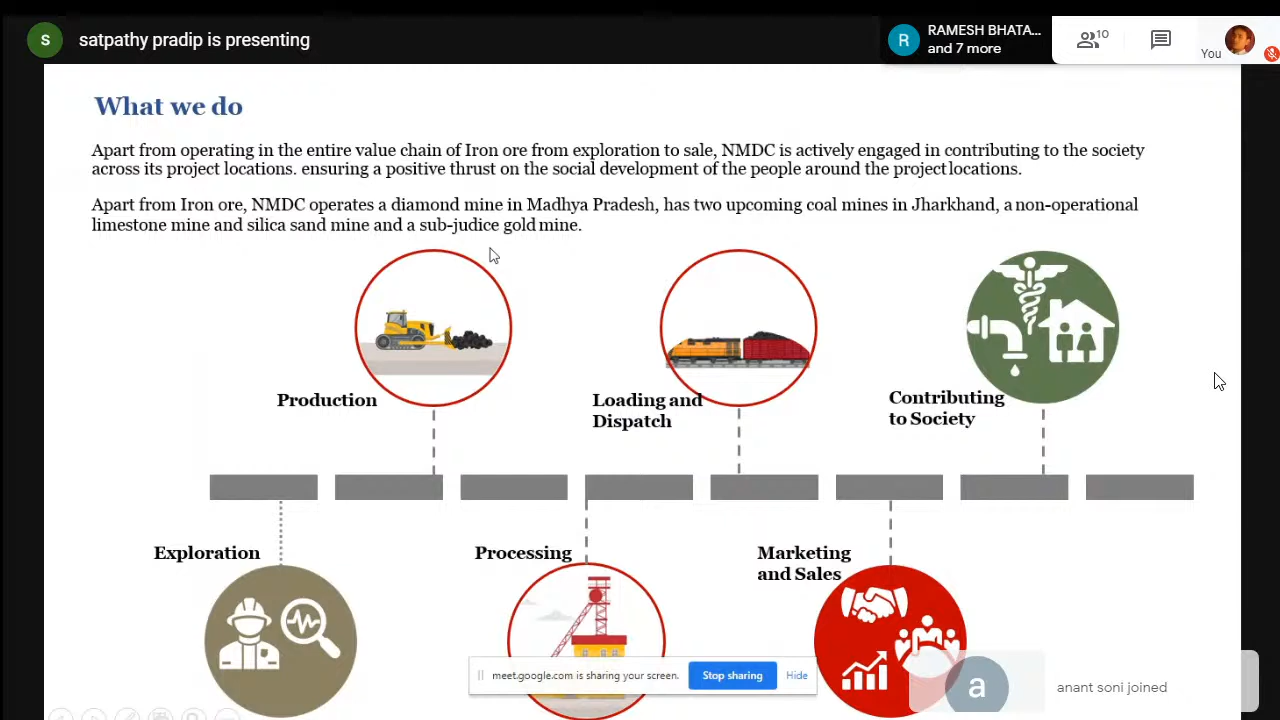 S
satpathy pradip is presenting
R
RAMESH BHATA...
and 7 more
10
You
What we do
Apart from operating in the entire value chain of Iron ore from exploration to sale, NMDC is actively engaged in contributing to the society
across its project locations. ensuring a positive thrust on the social development of the people around the project locations.
Apart from Iron ore, NMDC operates a diamond mine in Madhya Pradesh, has two upcoming coal mines in Jharkhand, a non-operational
limestone mine and silica sand mine and a sub-judice gold mine.
Production
Loading and
Dispatch
Contributing
to Society
Exploration
Processing
Marketing
and Sales
meet.google.com is sharing your screen.
Stop sharing
Hide
a
anant soni joined